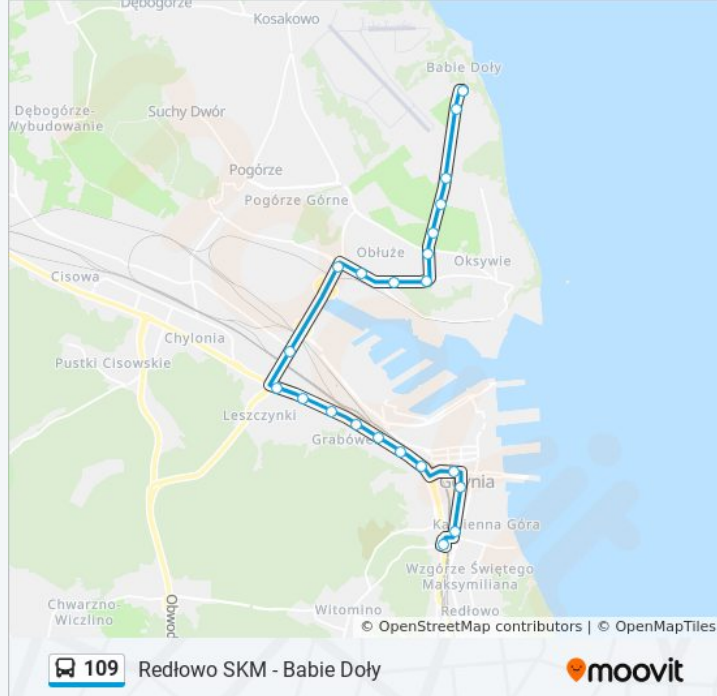 Dębogórze
Kosakowo
Babie Doły
Dębogórze-
Wybudowanie
Suchy Dwór
Pogórze
Pogórze Górne
Obłuże
Oksywie
Cisowa
Chylonia
Pustki Cisowskie
Leszczynki
Grabówek
Gdynia
Kamienna Góra
Wzgórze Świętego
Maksymiliana
Chwarzno-
Wiczlino
Obwod
Witomino
Redłowo
© OpenStreetMap contributors | © OpenMapTiles
109 Redłowo SKM - Babie Doły
moovit